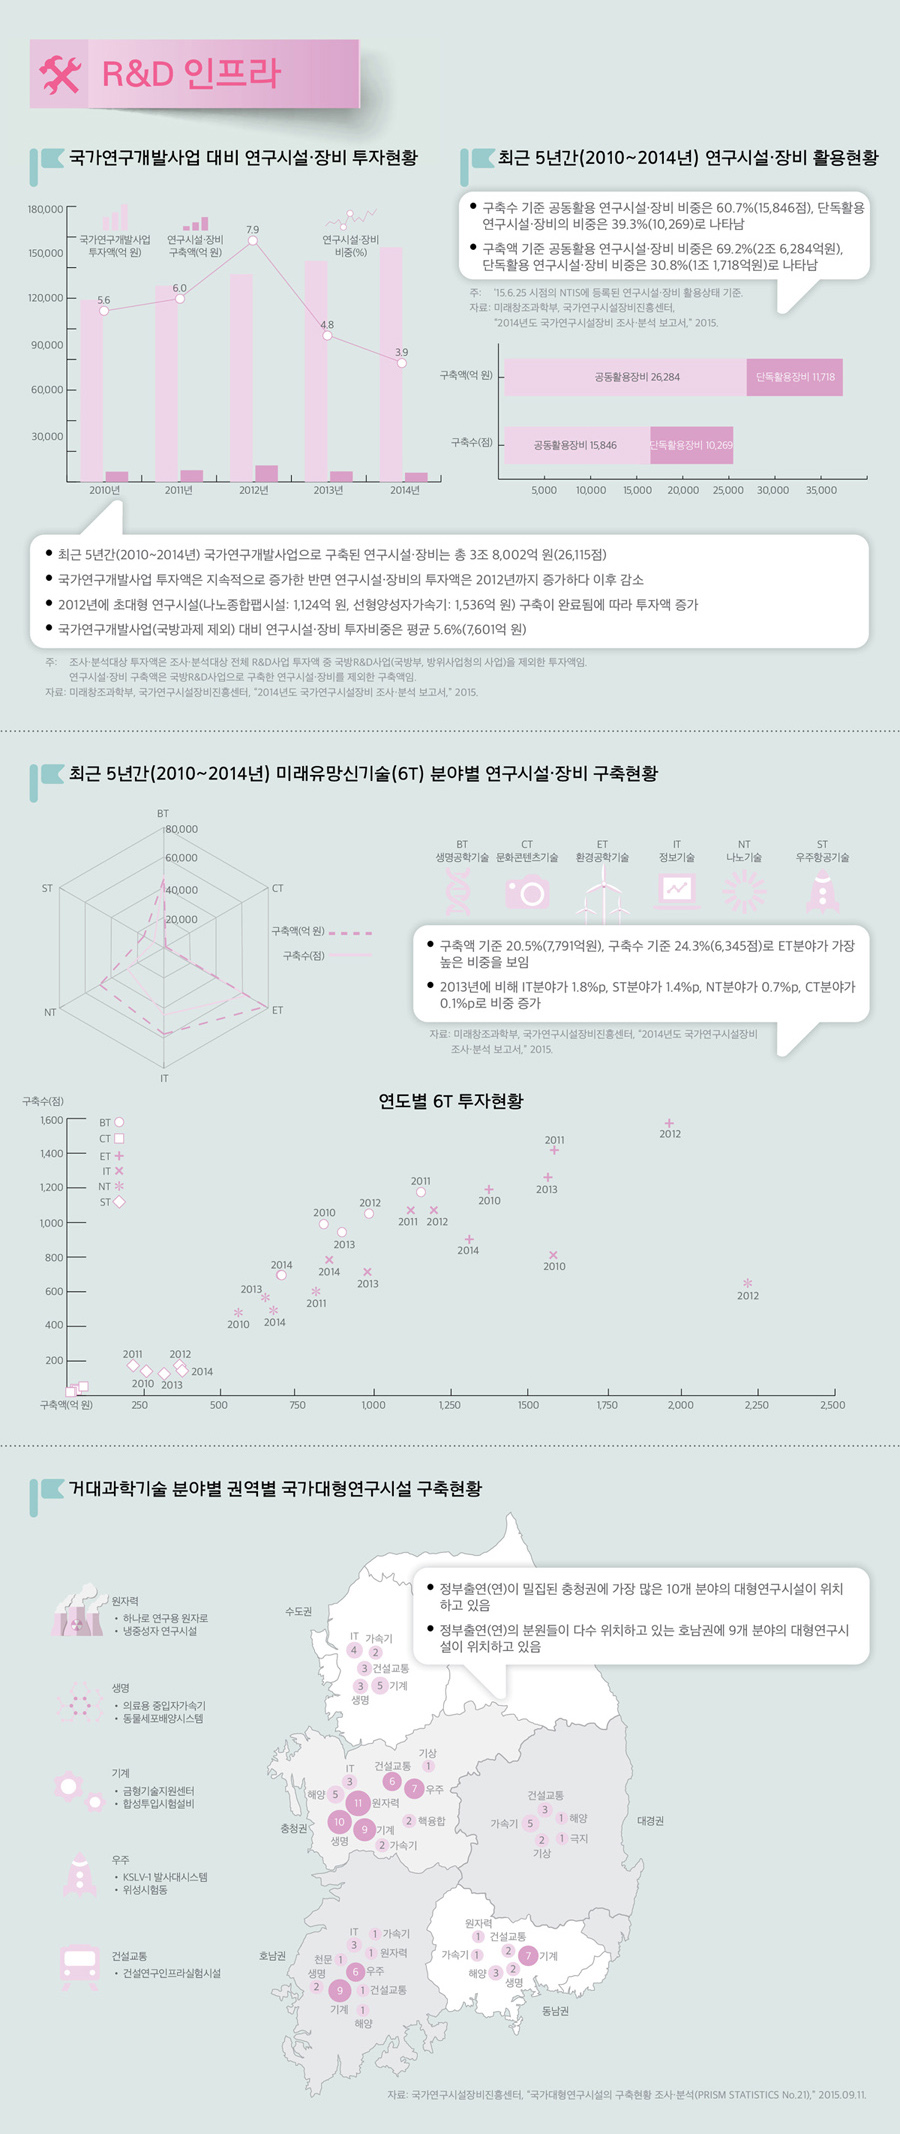 R&D 인프라
국가연구개발사업 대비 연구시설·장비 투자현황
180,000
150,000
120,000
90,000
60,000
30,000
국가연구개발사업
투자액(억 원)
연구시설·장비
구축액(억 원)
연구시설·장비
비중(%)
5.6
6.0
7.9
4.8
3.9
2010년
2011년
2012년
2013년
2014년
최근 5년간(2010~2014년) 연구시설·장비 활용현황
구축수 기준 공동활용 연구시설·장비 비중은 60.7%(15,846점), 단독활용
연구시설·장비의 비중은 39.3%(10,269)로 나타남
구축액 기준 공동활용 연구시설·장비 비중은 69.2%(2조 6,284억원),
단독활용 연구시설·장비 비중은 30.8%(1조 1,718억원)로 나타남
주: '15.6.25 시점의 NTIS에 등록된 연구시설·장비 활용상태 기준.
자료: 미래창조과학부, 국가연구시설장비진흥센터,
"2014년도 국가연구시설장비 조사·분석 보고서," 2015.
구축액(억 원)
공동활용장비 26,284
단독활용장비 11,718
구축수(점)
공동활용장비 15,846
단독활용장비 10,269
5,000
10,000
15,000
20,000
25,000
30,000
35,000
최근 5년간(2010~2014년) 국가연구개발사업으로 구축된 연구시설·장비는 총 3조 8,002억 원(26,115점)
국가연구개발사업 투자액은 지속적으로 증가한 반면 연구시설·장비의 투자액은 2012년까지 증가하다 이후 감소
2012년에 초대형 연구시설(나노종합팹시설: 1,124억 원, 선형양성자가속기: 1,536억 원) 구축이 완료됨에 따라 투자액 증가
국가연구개발사업(국방과제 제외) 대비 연구시설·장비 투자비중은 평균 5.6%(7,601억 원)
주: 조사·분석대상 투자액은 조사·분석대상 전체 R&D사업 투자액 중 국방R&D사업(국방부, 방위사업청의 사업)을 제외한 투자액임.
연구시설·장비 구축액은 국방R&D사업으로 구축한 연구시설·장비를 제외한 구축액임.
자료: 미래창조과학부, 국가연구시설장비진흥센터, "2014년도 국가연구시설장비 조사·분석 보고서," 2015.
최근 5년간(2010~2014년) 미래유망신기술(6T) 분야별 연구시설·장비 구축현황
BT
80,000
60,000
40,000
20,000
ST
CT
NT
ET
IT
구축액(억 원)
구축수(점)
BT
생명공학기술
CT
문화콘텐츠기술
ET
환경공학기술
IT
정보기술
NT
나노기술
ST
우주항공기술
구축액 기준 20.5%(7,791억원), 구축수 기준 24.3%(6,345점)로 ET분야가 가장
높은 비중을 보임
2013년에 비해 IT분야가 1.8%p, ST분야가 1.4%p, NT분야가 0.7%p, CT분야가
0.1%p로 비중 증가
자료: 미래창조과학부, 국가연구시설장비진흥센터, "2014년도 국가연구시설장비
조사·분석 보고서," 2015.
연도별 6T 투자현황
구축수(점)
1,600
1,400
1,200
1,000
800
600
400
200
BT
CT
ET
IT
NT
ST
2012
2011
2013
2010
2011
2012
2010
2013
2011
2012
2014
2014
2014
2013
2010
2013
2011
2010
2014
2012
2011
2012
2014
2010
2013
구축액(억 원)
250
500
750
1,000
1,250
1500
1,750
2,000
2,250
2,500
거대과학기술 분야별 권역별 국가대형연구시설 구축현황
정부출연(연)이 밀집된 충청권에 가장 많은 10개 분야의 대형연구시설이 위치
하고 있음
정부출연(연)의 분원들이 다수 위치하고 있는 호남권에 9개 분야의 대형연구시
설이 위치하고 있음
원자력
• 하나로 연구용 원자로
• 냉중성자 연구시설
생명
• 의료용 중입자가속기
• 동물세포배양시스템
기계
• 금형기술지원센터
• 합성투입시험설비
우주
• KSLV-1 발사대시스템
• 위성시험동
건설교통
• 건설연구인프라실험시설
수도권
IT 가속기
4 2
3 건설교통
3 5 기계
생명
충청권
기상
1
건설교통
6
IT
3
7 우주
해양 5
11 원자력
10
생명
9 기계
2 핵융합
2 가속기
대경권
건설교통
3
가속기 5
1 해양
2
기상
1 극지
호남권
IT
3
1 가속기
1 원자력
천문 1
6 우주
생명
2
9
기계
1 건설교통
1
해양
동남권
원자력
1
건설교통
2
가속기 1
7 기계
해양 3
2
생명
자료: 국가연구시설장비진흥센터, "국가대형연구시설의 구축현황 조사·분석(PRISM STATISTICS No.21)," 2015.09.11.